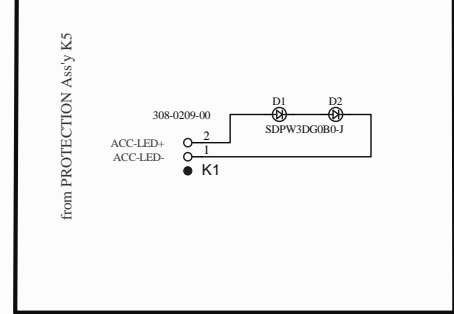 from PROTECTION Ass'y K5
D1
D2
308-0209-00
SDPW3DG0B0-J
2
ACC-LED+
1
ACC-LED-
K1